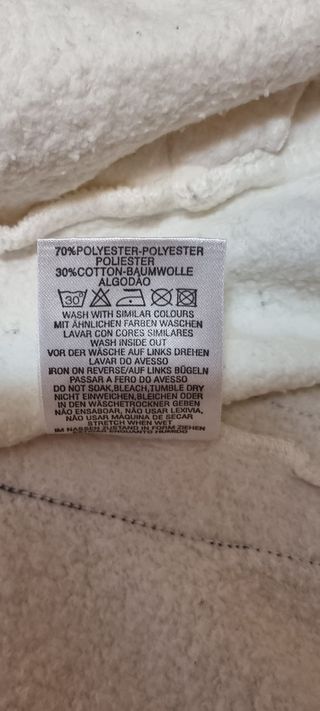 70%POLYESTER-POLYESTER
POLIESTER
30%COTTON-BAUMWOLLE
ALGODÃO
30°
WASH WITH SIMILAR COLOURS
MIT ÄHNLICHEN FARBEN WASCHEN
LAVAR CON CORES SIMILARES
WASH INSIDE OUT
VOR DER WÄSCHE AUF LINKS DREHEN
LAVAR DO AVESSO
IRON ON REVERSE/AUF LINKS BÜGELN
PASSAR A FERO DO AVESSO
DO NOT SOAK,BLEACH,TUMBLE DRY
NICHT EINWEICHEN,BLEICHEN ODER
IN DEN WÄSCHETROCKNER GEBEN
NÃO ENSABOAR, NÃO USAR LEXIVIA,
NÃO USAR MÁQUINA DE SECAR
STRETCH WHEN WET
IM NASSEN ZUSTAND IN FORM ZIEHEN
ENQUANTO HUMIDO